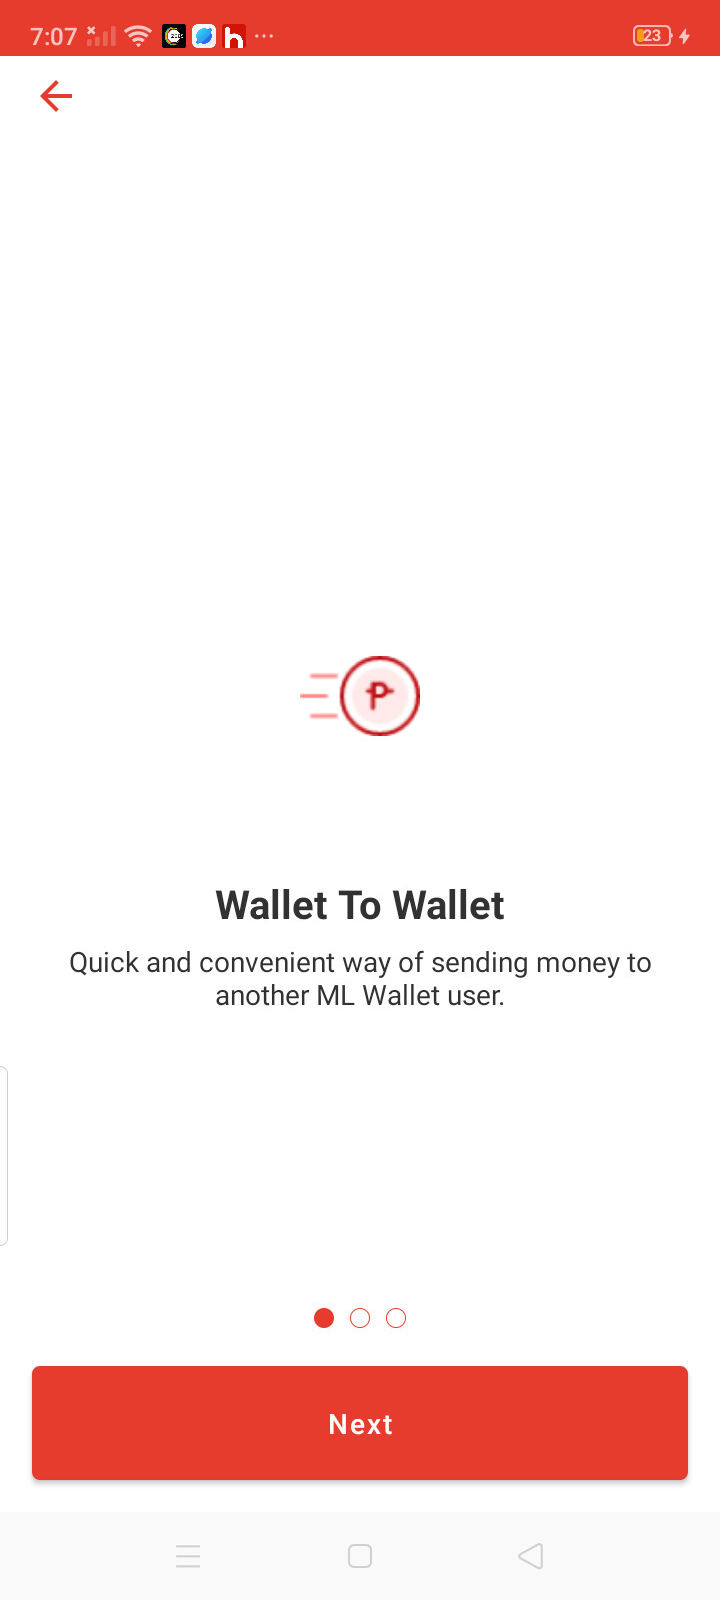 7:07
23
Wallet To Wallet
Quick and convenient way of sending money to
another ML Wallet user.
Next